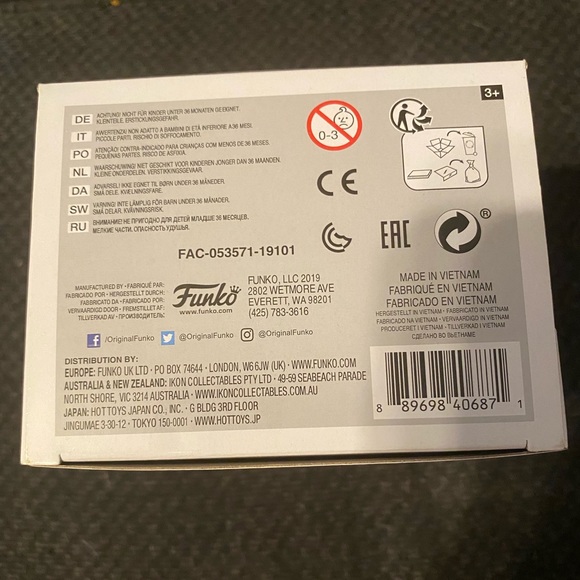 3+
DE ACHTUNG! NICHT FÜR KINDER UNTER 36 MONATEN GEEIGNET.
KLEINTEILE. ERSTICKUNGSGEFAHR.
IT AVVERTENZA! NON ADATTO A BAMBINI DI ETÀ INFERIORE A 36 MESI.
PICCOLE PARTI. RISCHIO DI SOFFOCAMENTO.
PO ATENÇÃO! CONTRA-INDICADO PARA CRIANÇAS COM MENOS DE 36 MESES.
PEQUENAS PARTES. RISCO DE ASFIXIA.
NL WAARSCHUWING! NIET GESCHIKT VOOR KINDEREN JONGER DAN 36 MAANDEN.
KLEINE ONDERDELEN. VERSTIKKINGSGEVAAR.
DA ADVARSEL! IKKE EGNET TIL BØRN UNDER 36 MÅNEDER.
SMÅ DELE. KVÆLNINGSFARE.
SW VARNING! INTE LÄMPLIG FÖR BARN UNDER 36 MÅNADER.
SMÅ DELAR. KVÄVNINGSRISK.
RU ВНИМАНИЕ! НЕ ПРИГОДНО ДЛЯ ДЕТЕЙ МЛАДШЕ 36 МЕСЯЦЕВ.
МЕЛКИЕ ЧАСТИ. ОПАСНОСТЬ УДУШЬЯ.
0-3
CE
EAC
®
FAC-053571-19101
MANUFACTURED BY • FABRIQUÉ PAR:
FABRICADO POR • HERGESTELLT DURCH:
FABBRICATO DA • FABRICADO POR:
VERVAARDIGD DOOR • FREMSTILLET AF:
TILLVERKAD AV • ПРОИЗВОДИТЕЛЬ:
Funko
www.funko.com
FUNKO, LLC 2019
2802 WETMORE AVE
EVERETT, WA 98201
(425) 783-3616
MADE IN VIETNAM
FABRIQUÉ EN VIETNAM
FABRICADO EN VIETNAM
HERGESTELLT IN VIETNAM • FABBRICATO IN VIETNAM
FABRICADO NA VIETNAM • VERVAARDIGD IN VIETNAM
PRODUCERET I VIETNAM • TILLVERKAD I VIETNAM
СДЕЛАНО ВО ВЬЕТНАМЕ
/OriginalFunko @OriginalFunko @OriginalFunko
DISTRIBUTION BY:
EUROPE: FUNKO UK LTD • PO BOX 74644 • LONDON, W6 6JW (UK) • WWW.FUNKO.COM
AUSTRALIA & NEW ZEALAND: IKON COLLECTABLES PTY LTD • 49-59 SEABEACH PARADE
NORTH SHORE, VIC 3214 AUSTRALIA • WWW.IKONCOLLECTABLES.COM.AU
JAPAN: HOT TOYS JAPAN CO., INC. • G BLDG 3RD FLOOR
JINGUMAE 3-30-12 • TOKYO 150-0001 • WWW.HOTTOYS.JP
8 89698 40687 1